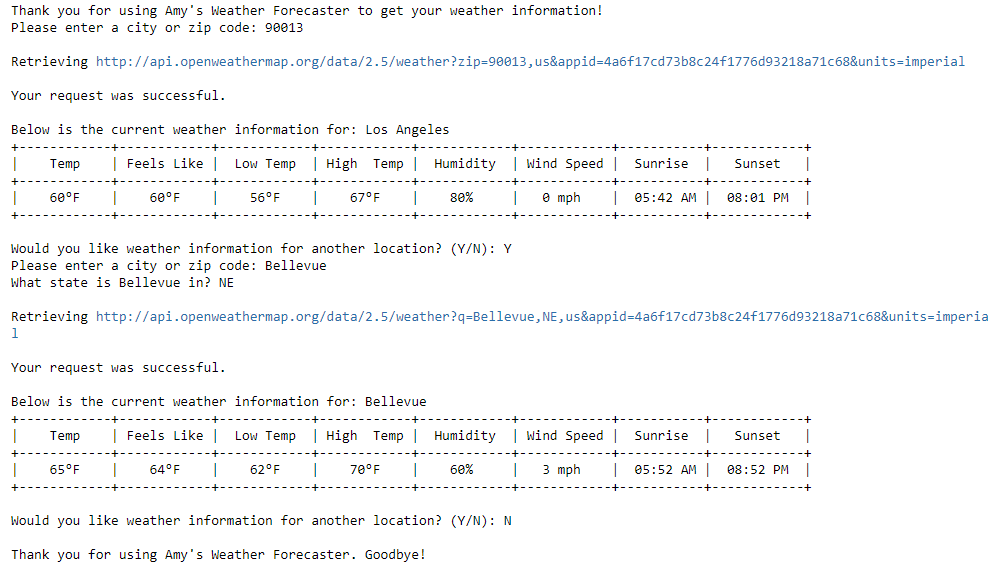 Thank you for using Amy's Weather Forecaster to get your weather information!
Please enter a city or zip code: 90013
Retrieving http://api.openweathermap.org/data/2.5/weather?zip=90013,us&appid=4a6f17cd73b8c24f1776d93218a71c68&units=imperial
Your request was successful.
Below is the current weather information for: Los Angeles
+-----------+-----------+-----------+-----------+-----------+-----------+----------+-----------+
|    Temp    | Feels Like |  Low Temp  | High  Temp |  Humidity  | Wind Speed |  Sunrise  |   Sunset   |
+-----------+-----------+-----------+-----------+-----------+-----------+----------+-----------+
|    60°F    |    60°F    |    56°F    |    67°F    |    80%     |   0 mph    |  05:42 AM |  08:01 PM  |
+-----------+-----------+-----------+-----------+-----------+-----------+----------+-----------+
Would you like weather information for another location? (Y/N): Y
Please enter a city or zip code: Bellevue
What state is Bellevue in? NE
Retrieving http://api.openweathermap.org/data/2.5/weather?q=Bellevue,NE,us&appid=4a6f17cd73b8c24f1776d93218a71c68&units=imperia
l
Your request was successful.
Below is the current weather information for: Bellevue
+-----------+-----------+-----------+-----------+-----------+-----------+----------+-----------+
|    Temp    | Feels Like |  Low Temp  | High  Temp |  Humidity  | Wind Speed |  Sunrise  |   Sunset   |
+-----------+-----------+-----------+-----------+-----------+-----------+----------+-----------+
|    65°F    |    64°F    |    62°F    |    70°F    |    60%     |   3 mph    |  05:52 AM |  08:52 PM  |
+-----------+-----------+-----------+-----------+-----------+-----------+----------+-----------+
Would you like weather information for another location? (Y/N): N
Thank you for using Amy's Weather Forecaster. Goodbye!